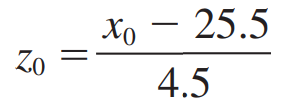 z₀ = (x₀ − 25.5) / 4.5